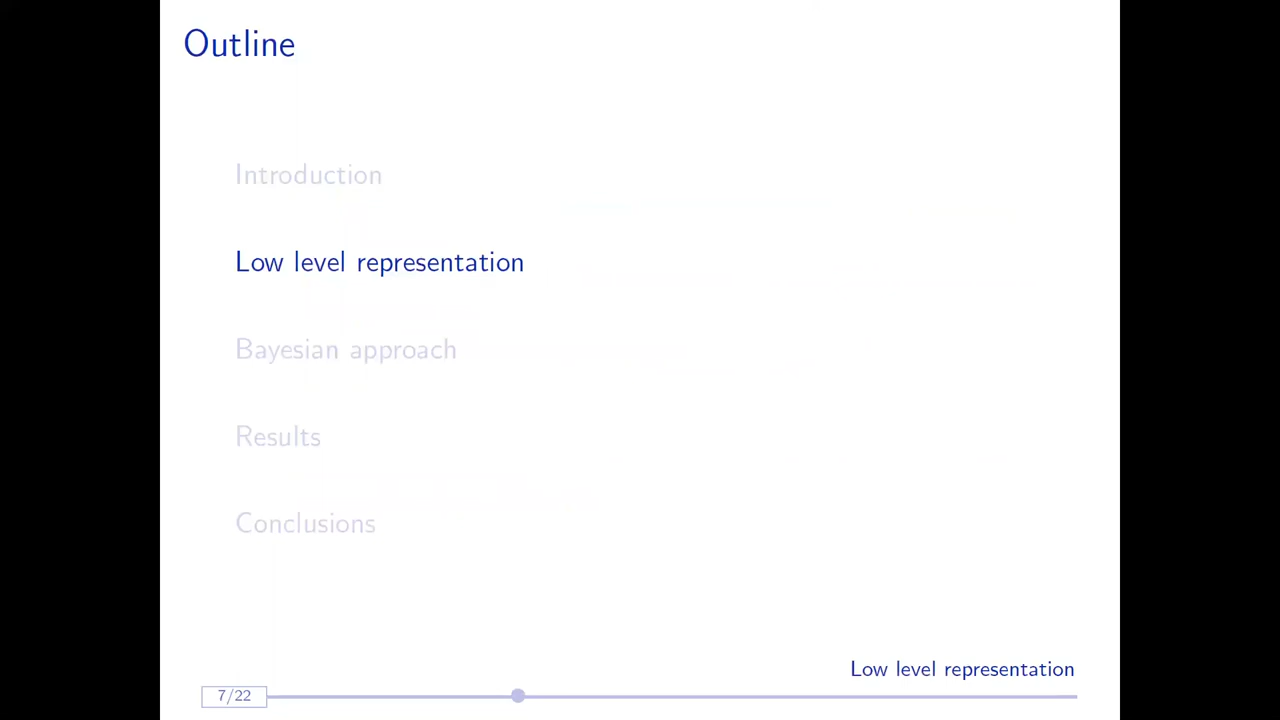 Outline
Introduction
Low level representation
Bayesian approach
Results
Conclusions
Low level representation
7/22